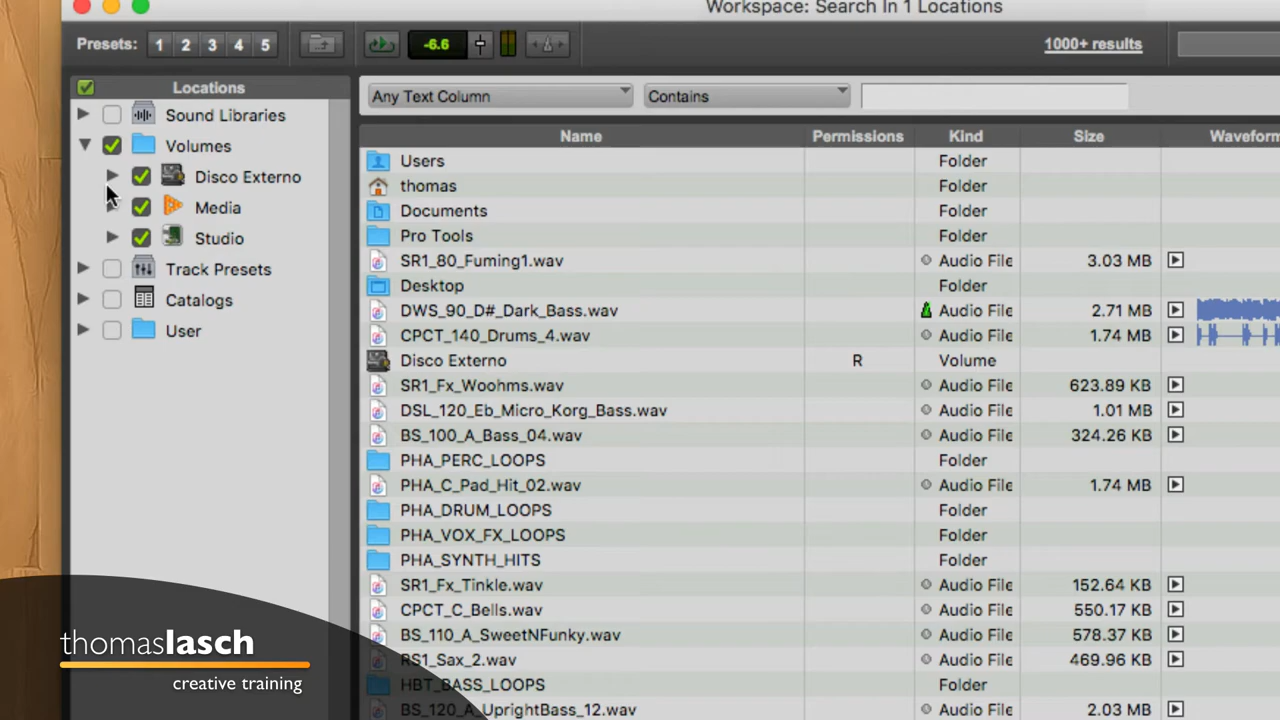 Workspace: Search In 1 Locations
Presets: 1 2 3 4 5 -6.6 1000+ results
Locations
Any Text Column Contains
Sound Libraries
Volumes
Disco Externo
Media
Studio
Track Presets
Catalogs
User
Name Permissions Kind Size Waveform
Users Folder
thomas Folder
Documents Folder
Pro Tools Folder
SR1_80_Fuming1.wav Audio File 3.03 MB
Desktop Folder
DWS_90_D#_Dark_Bass.wav Audio File 2.71 MB
CPCT_140_Drums_4.wav Audio File 1.74 MB
Disco Externo R Volume
SR1_Fx_Woohms.wav Audio File 623.89 KB
DSL_120_Eb_Micro_Korg_Bass.wav Audio File 1.01 MB
BS_100_A_Bass_04.wav Audio File 324.26 KB
PHA_PERC_LOOPS Folder
PHA_C_Pad_Hit_02.wav Audio File 1.74 MB
PHA_DRUM_LOOPS Folder
PHA_VOX_FX_LOOPS Folder
PHA_SYNTH_HITS Folder
SR1_Fx_Tinkle.wav Audio File 152.64 KB
CPCT_C_Bells.wav Audio File 550.17 KB
BS_110_A_SweetNFunky.wav Audio File 578.37 KB
RS1_Sax_2.wav Audio File 469.96 KB
HBT_BASS_LOOPS Folder
BS_120_A_UprightBass_12.wav Audio File 2.03 MB
thomaslasch
creative training